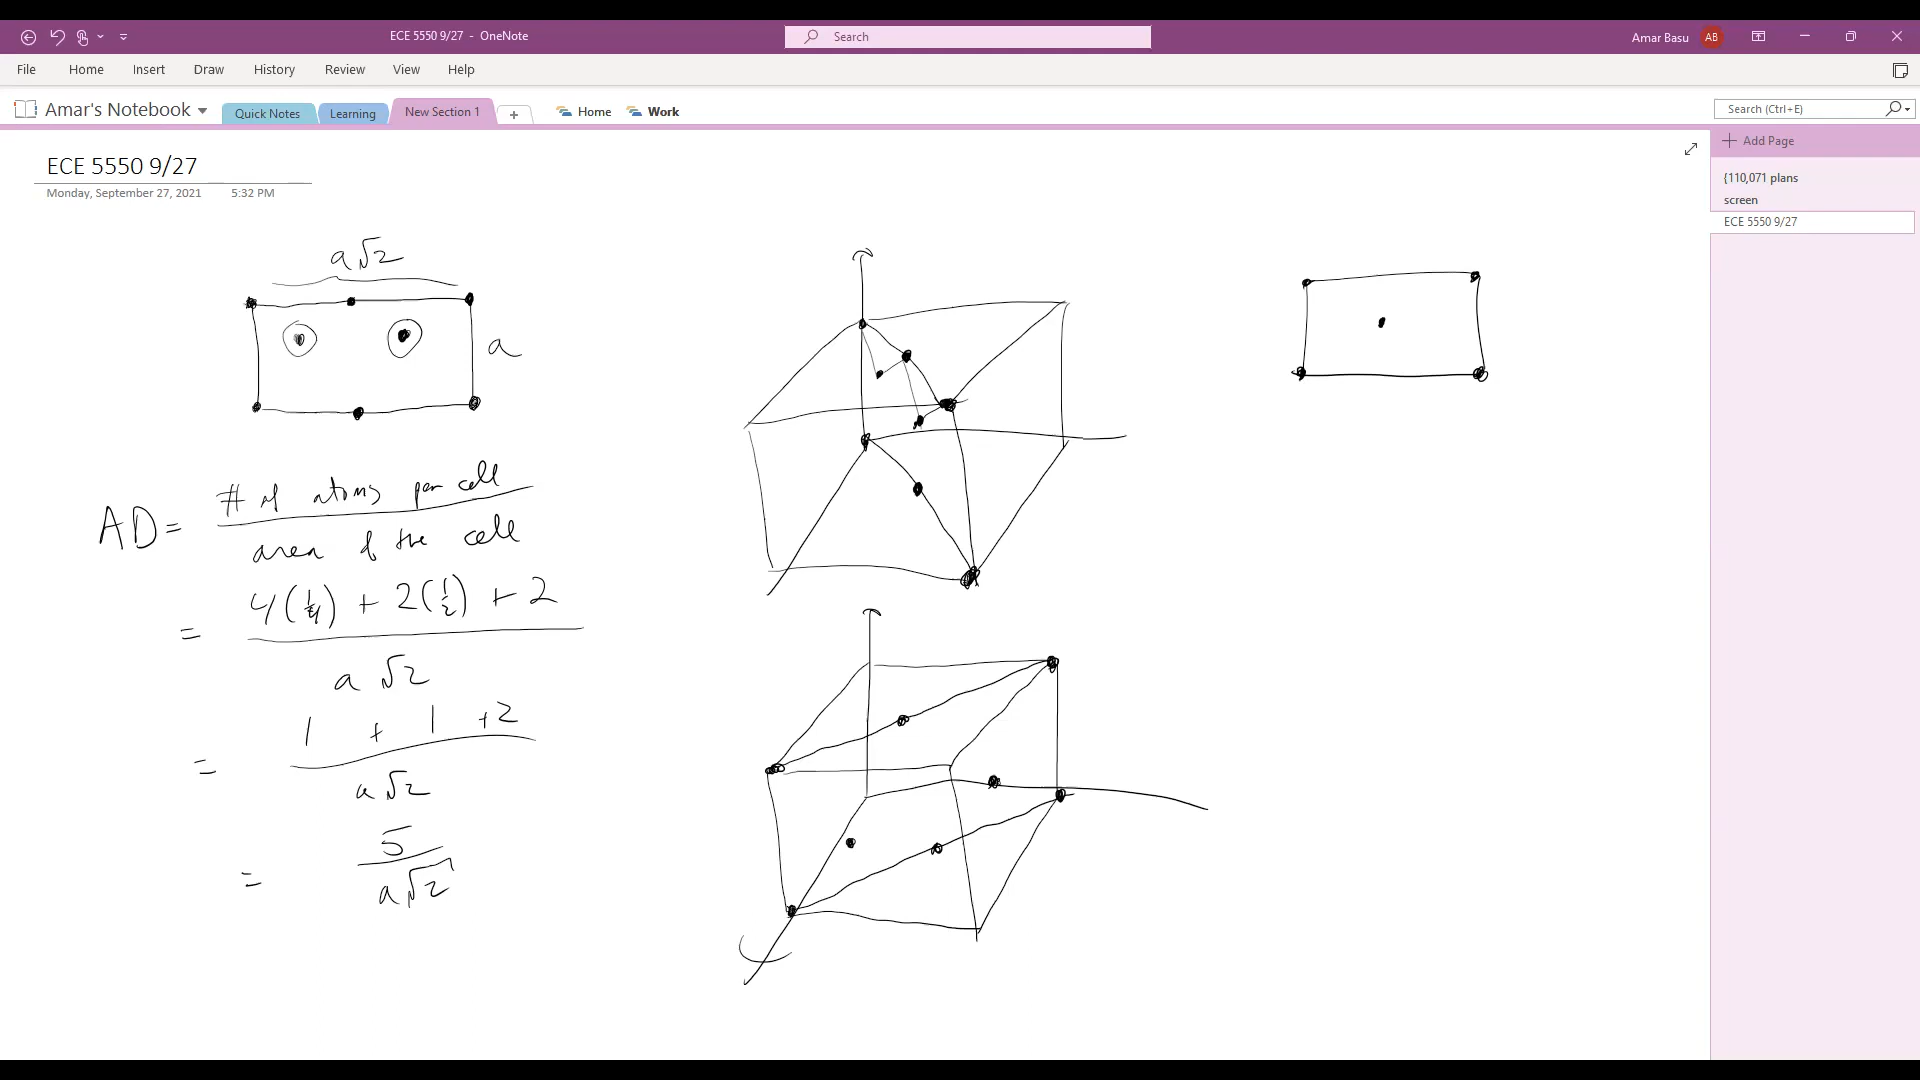 ECE 5550 9/27 - OneNote
Search
Amar Basu
AB
File Home Insert Draw History Review View Help
Amar's Notebook
Quick Notes
Learning
New Section 1
+
Home
Work
Search (Ctrl+E)
Add Page
{110,071 plans
screen
ECE 5550 9/27
ECE 5550 9/27
Monday, September 27, 2021 5:32 PM
a√2
a
AD = # of atoms per cell
area of the cell
= 4(1/4) + 2(1/2) + 2
a√2
= 1 + 1 + 2
a√2
= 5
a√2